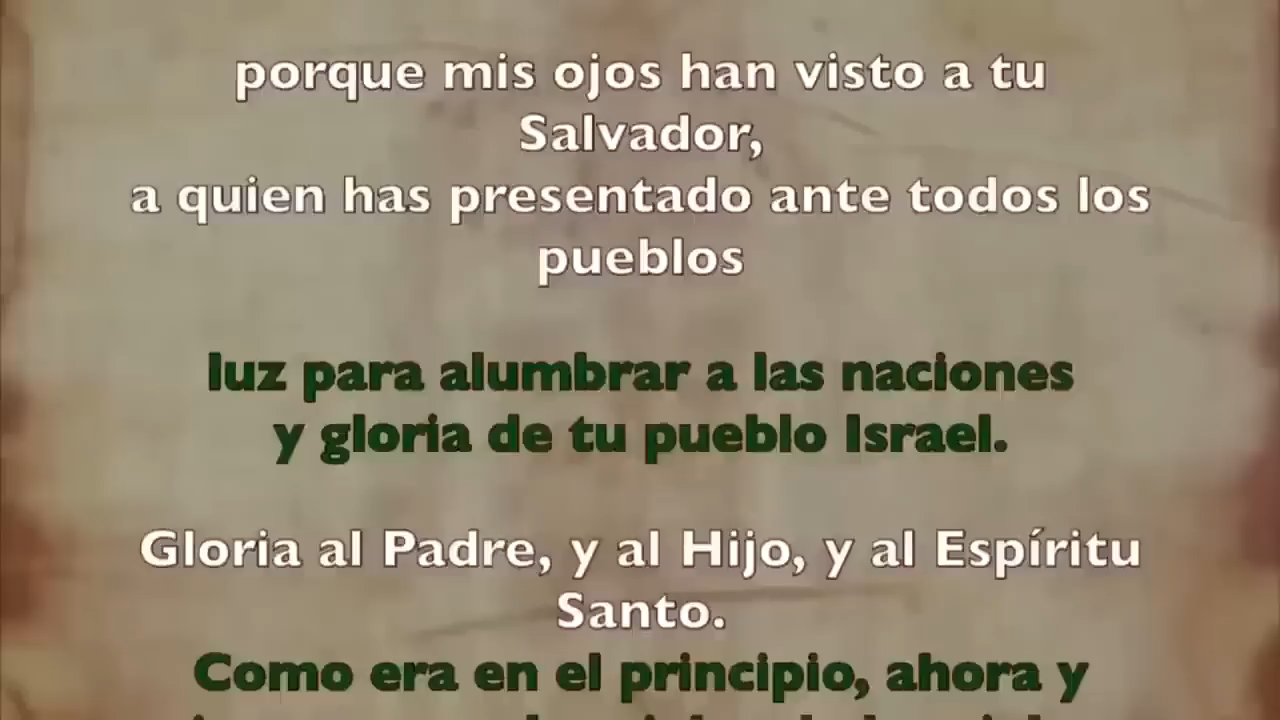 porque mis ojos han visto a tu
Salvador,
a quien has presentado ante todos los
pueblos
luz para alumbrar a las naciones
y gloria de tu pueblo Israel.
Gloria al Padre, y al Hijo, y al Espíritu
Santo.
Como era en el principio, ahora y